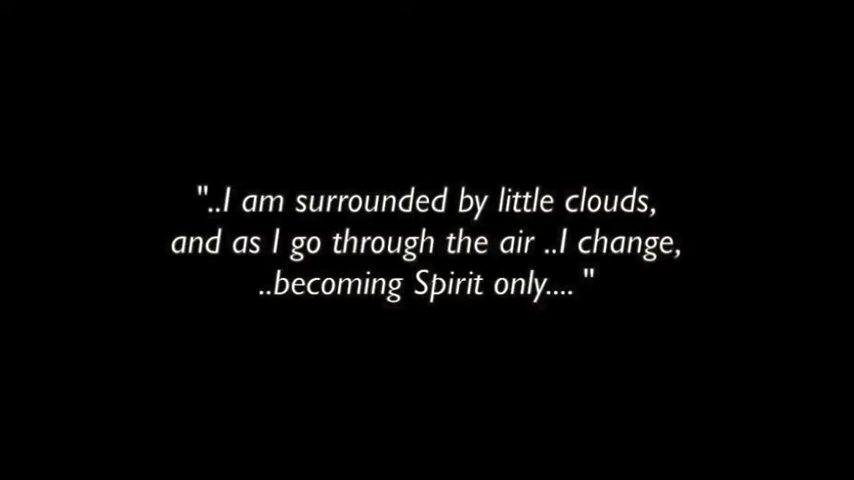 "..I am surrounded by little clouds,
and as I go through the air ..I change,
..becoming Spirit only.... "